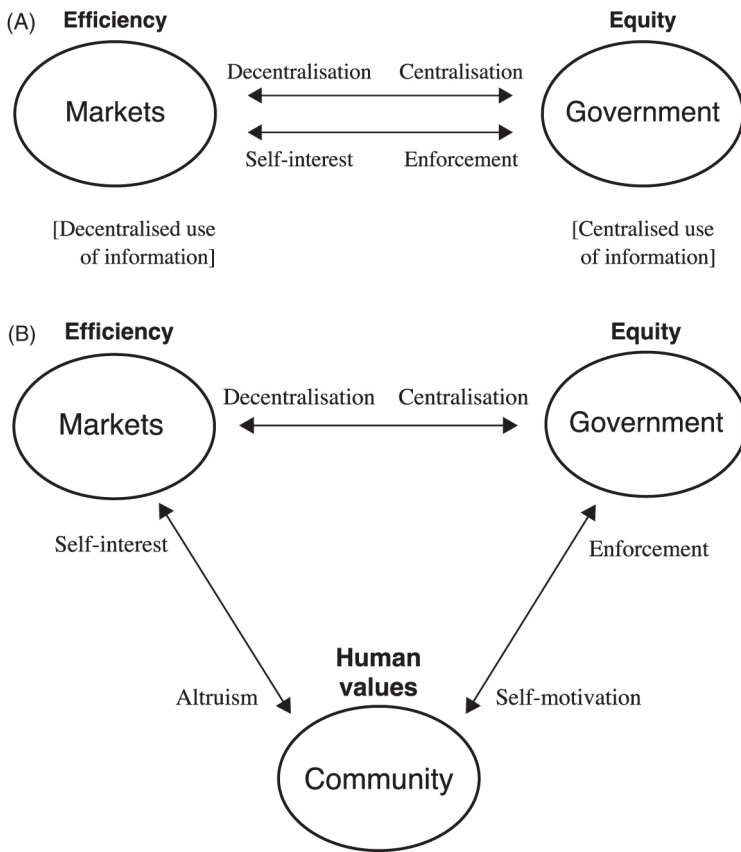 (A)
Efficiency
Equity
Markets
Decentralisation
Centralisation
Government
Self-interest
Enforcement
[Decentralised use
of information]
[Centralised use
of information]
(B)
Efficiency
Equity
Markets
Decentralisation
Centralisation
Government
Self-interest
Enforcement
Human
values
Altruism
Self-motivation
Community